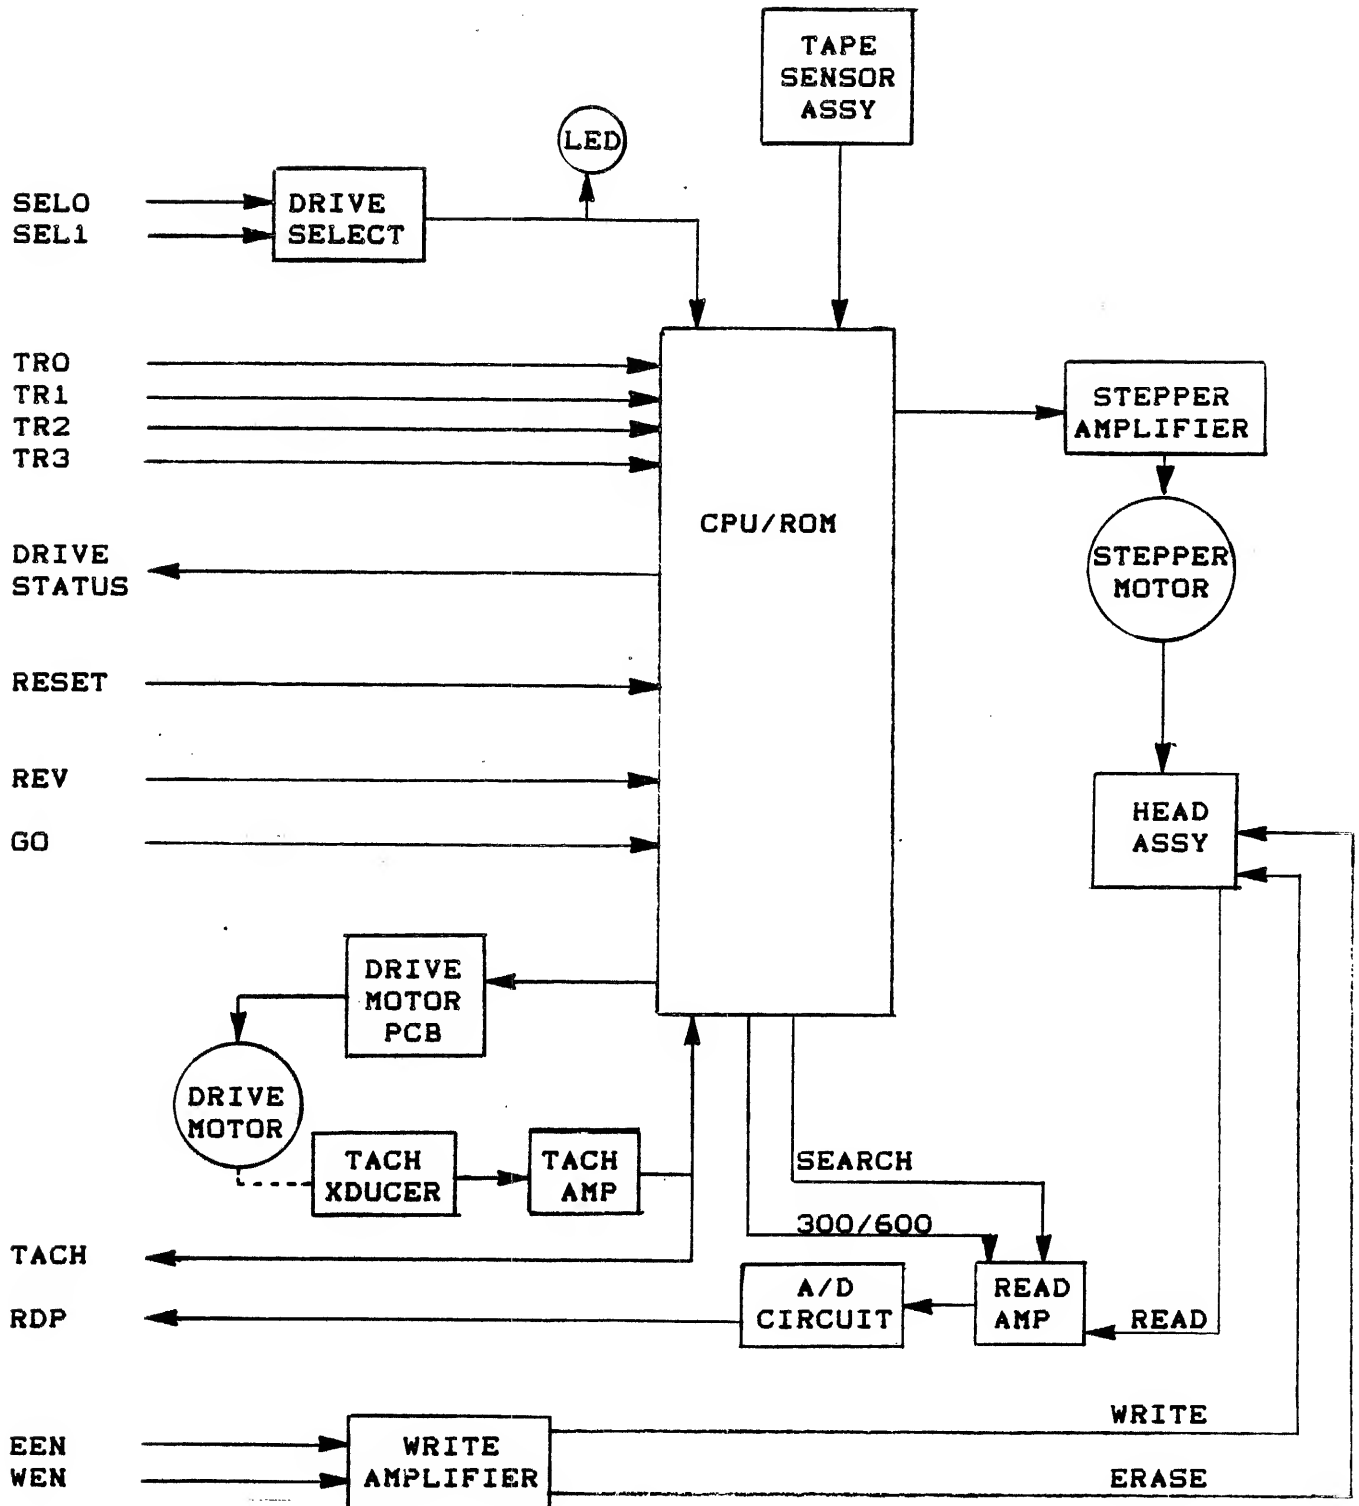 TAPE
SENSOR
ASSY
LED
SEL0
SEL1
DRIVE
SELECT
TR0
TR1
TR2
TR3
STEPPER
AMPLIFIER
CPU/ROM
DRIVE
STATUS
STEPPER
MOTOR
RESET
REV
GO
HEAD
ASSY
DRIVE
MOTOR
PCB
DRIVE
MOTOR
TACH
XDUCER
TACH
AMP
SEARCH
300/600
TACH
RDP
A/D
CIRCUIT
READ
AMP
READ
EEN
WEN
WRITE
AMPLIFIER
WRITE
ERASE